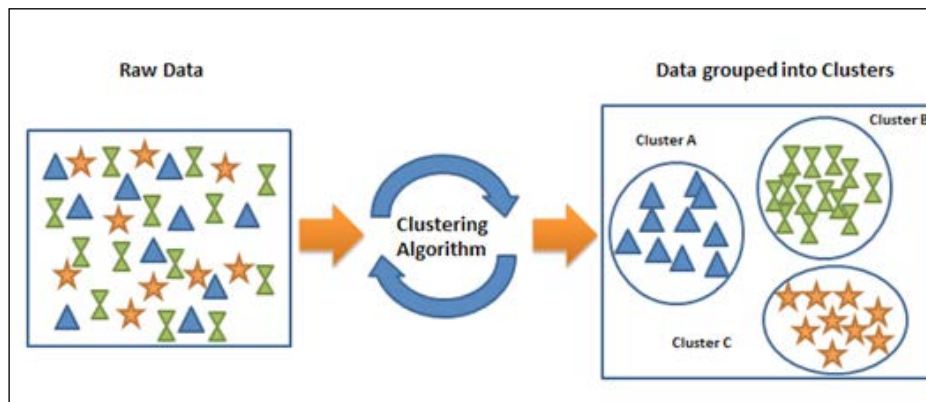 Raw Data
Data grouped into Clusters
Cluster A
Cluster B
Clustering
Algorithm
Cluster C